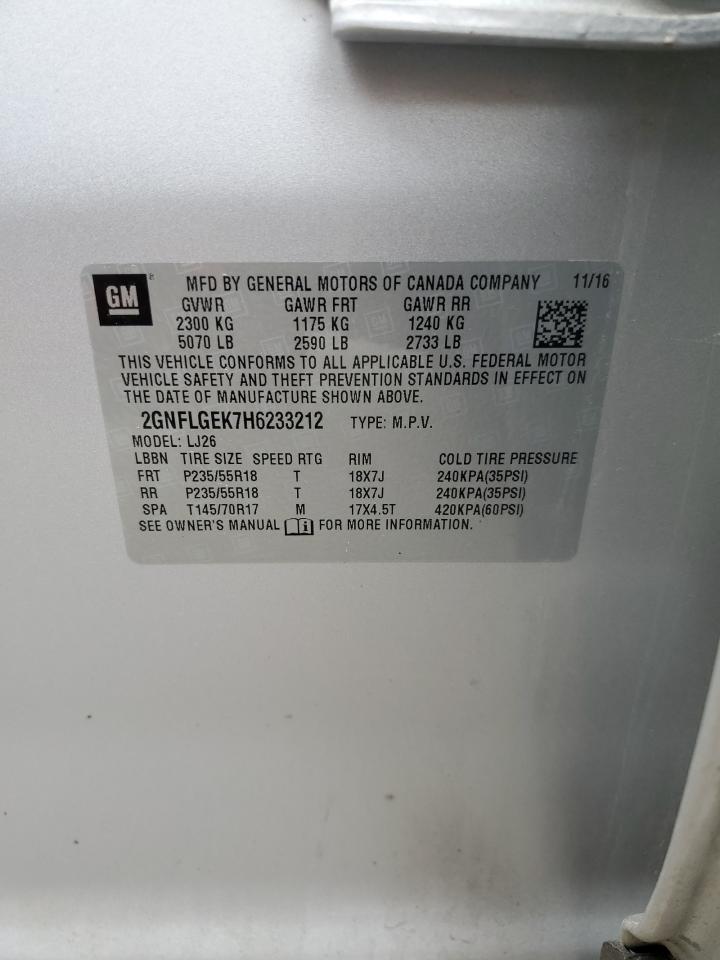 GM MFD BY GENERAL MOTORS OF CANADA COMPANY 11/16
GVWR GAWR FRT GAWR RR
2300 KG 1175 KG 1240 KG
5070 LB 2590 LB 2733 LB
THIS VEHICLE CONFORMS TO ALL APPLICABLE U.S. FEDERAL MOTOR
VEHICLE SAFETY AND THEFT PREVENTION STANDARDS IN EFFECT ON
THE DATE OF MANUFACTURE SHOWN ABOVE.
2GNFLGEK7H6233212 TYPE: M.P.V.
MODEL: LJ26
LBBN TIRE SIZE SPEED RTG RIM COLD TIRE PRESSURE
FRT P235/55R18 T 18X7J 240KPA(35PSI)
RR P235/55R18 T 18X7J 240KPA(35PSI)
SPA T145/70R17 M 17X4.5T 420KPA(60PSI)
SEE OWNER'S MANUAL FOR MORE INFORMATION.